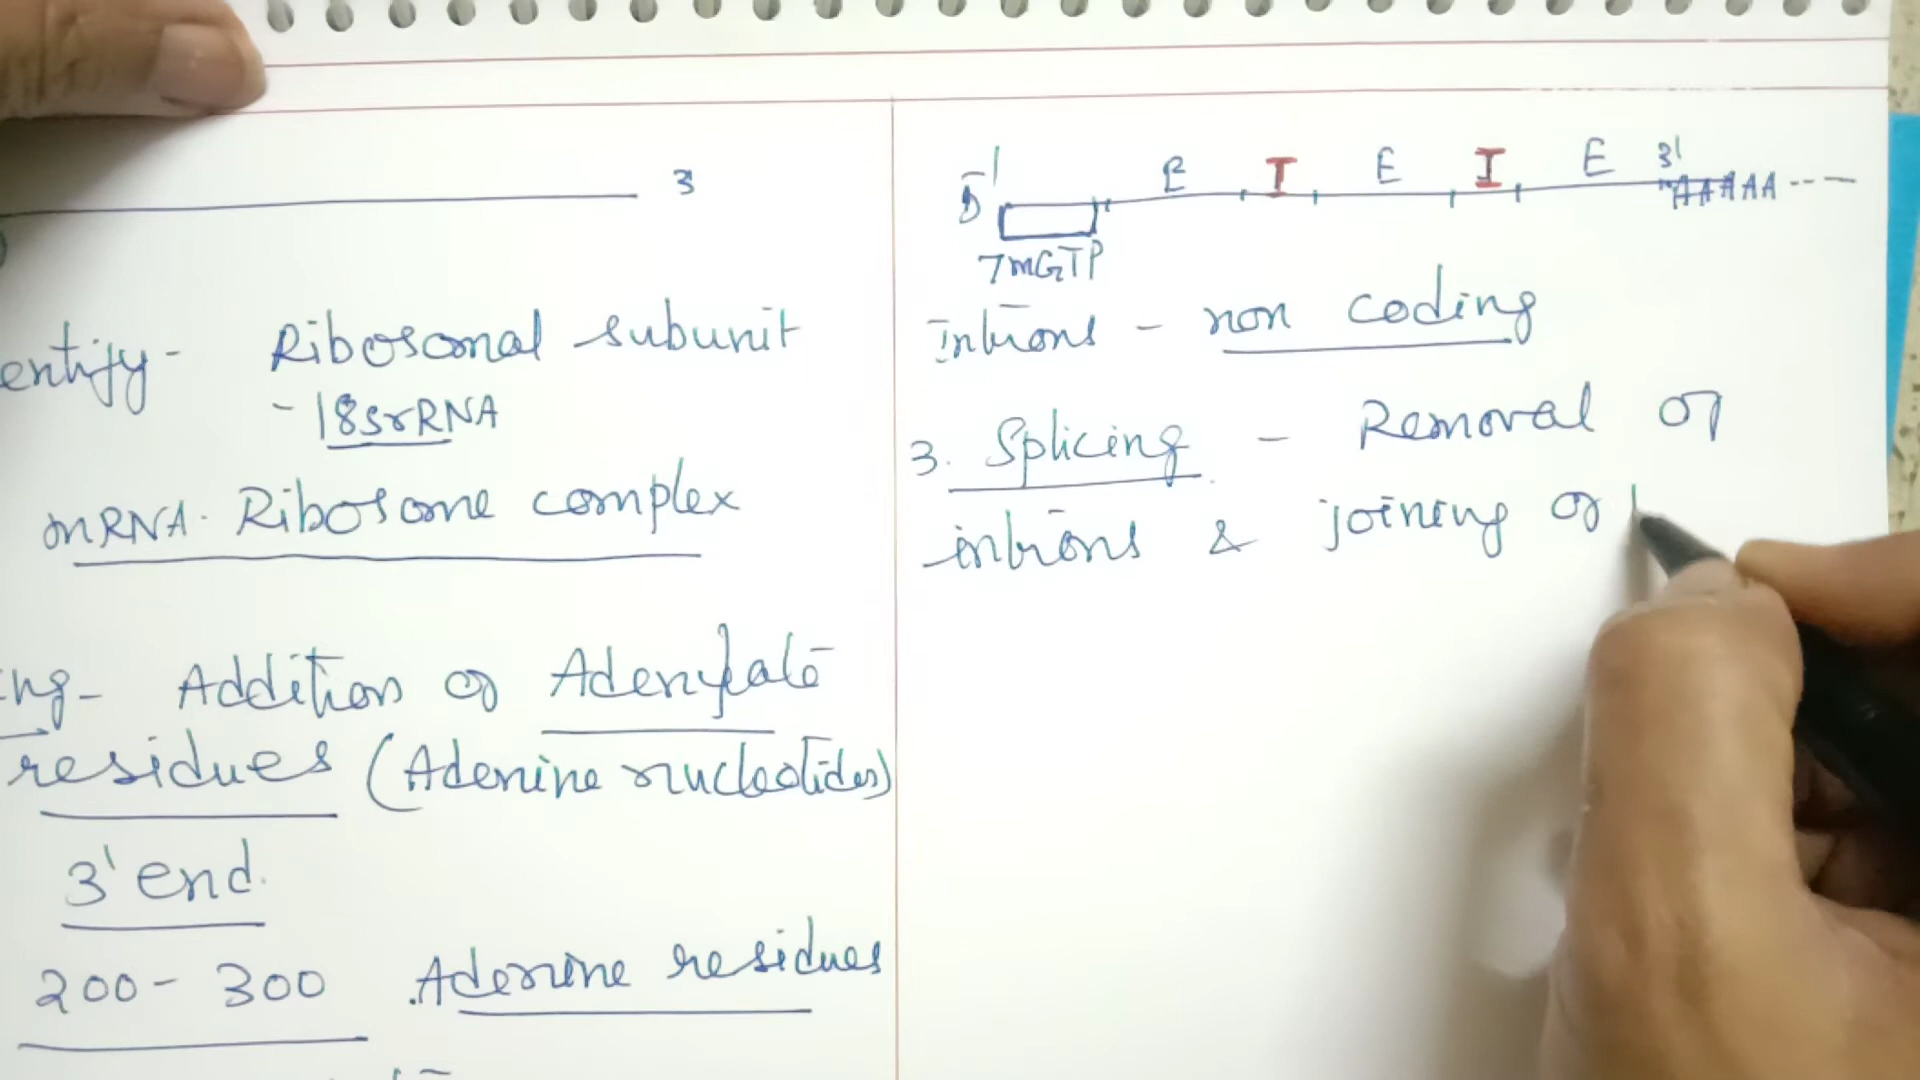 3
entify- Ribosomal subunit
- 18srRNA
mRNA. Ribosome complex
ing- Addition of Adenylate
residues (Adenine nucleotides)
3' end.
200- 300 Adenine residues
5' E I E I E 3' AAAAA ---
7mGTP
introns - non coding
3. Splicing - Removal of
introns & joining of